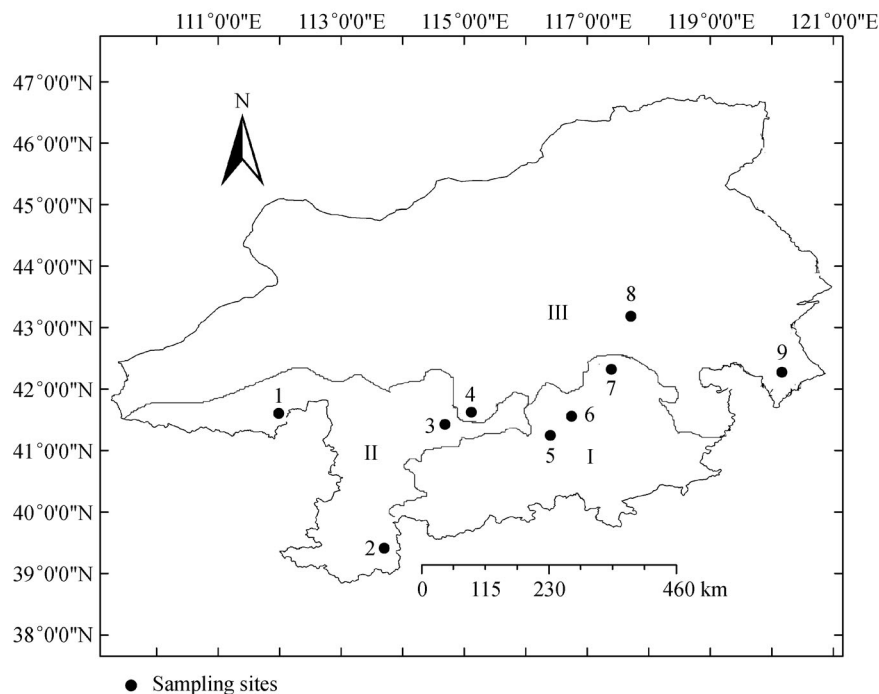 111°0'0"E 113°0'0"E 115°0'0"E 117°0'0"E 119°0'0"E 121°0'0"E
47°0'0"N
N
46°0'0"N
45°0'0"N
44°0'0"N
8
43°0'0"N
III
9
42°0'0"N
7
1
4
6
3
41°0'0"N
5
II
I
40°0'0"N
2
39°0'0"N
0 115 230 460 km
38°0'0"N
Sampling sites